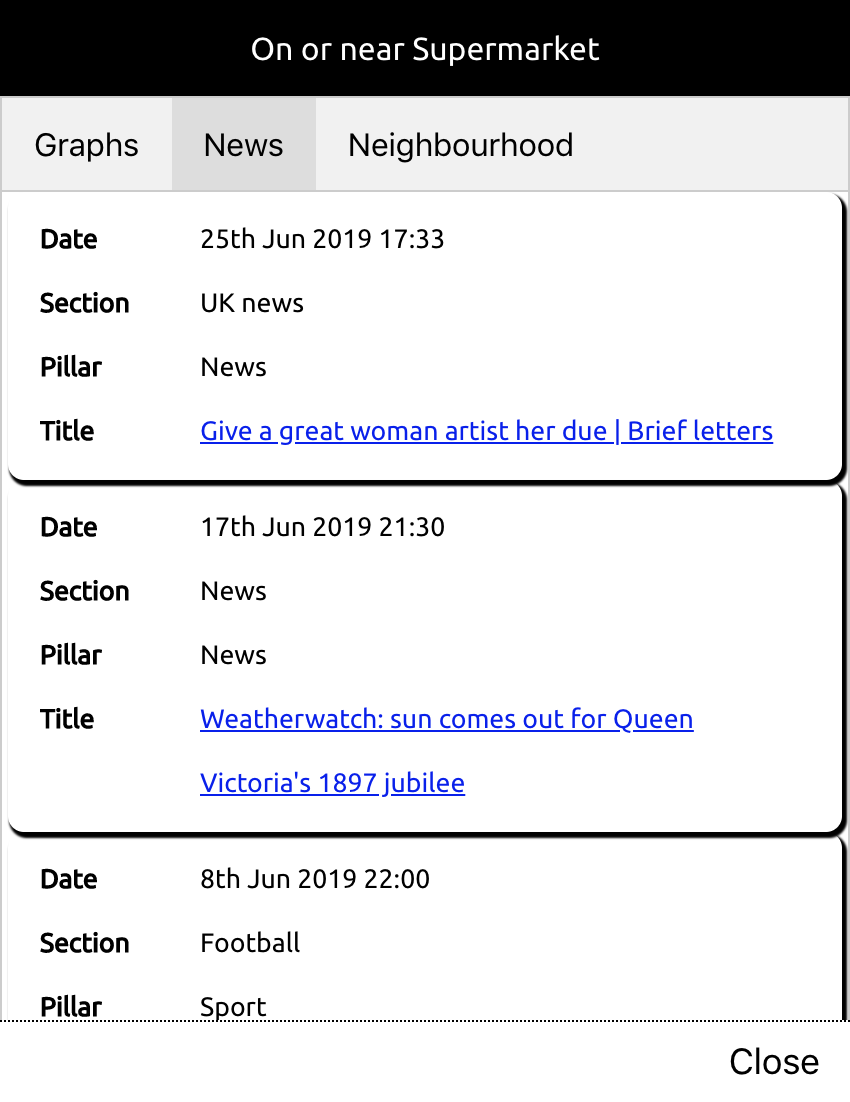 On or near Supermarket
Graphs News Neighbourhood
Date 25th Jun 2019 17:33
Section UK news
Pillar News
Title Give a great woman artist her due | Brief letters
Date 17th Jun 2019 21:30
Section News
Pillar News
Title Weatherwatch: sun comes out for Queen
Victoria's 1897 jubilee
Date 8th Jun 2019 22:00
Section Football
Pillar Sport
Close